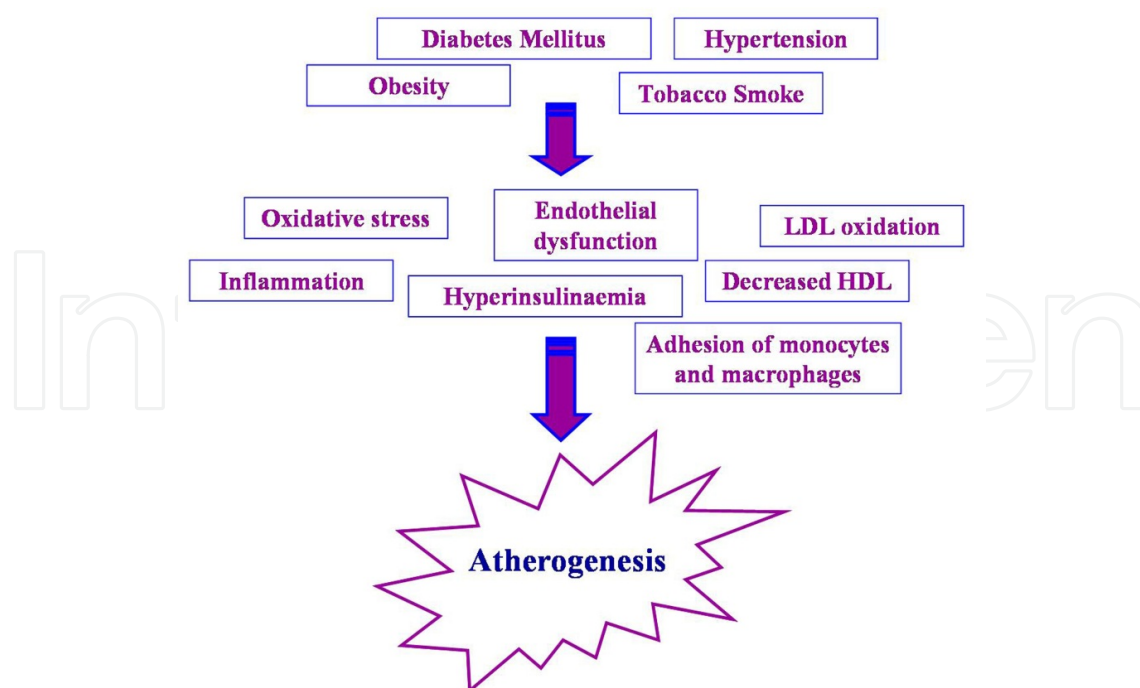 Diabetes Mellitus
Hypertension
Obesity
Tobacco Smoke
Oxidative stress
Endothelial
dysfunction
LDL oxidation
Inflammation
Hyperinsulinaemia
Decreased HDL
Adhesion of monocytes
and macrophages
Atherogenesis